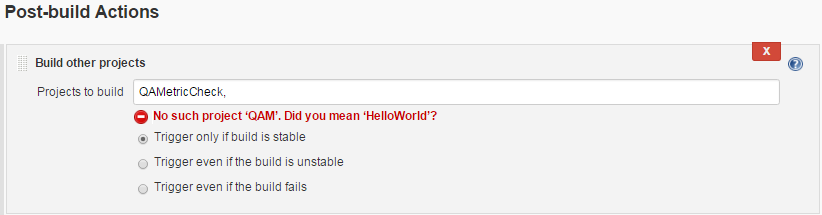 Post-build Actions
X
Build other projects
?
Projects to build QAMetricCheck,
No such project ‘QAM’. Did you mean ‘HelloWorld’?
Trigger only if build is stable
Trigger even if the build is unstable
Trigger even if the build fails